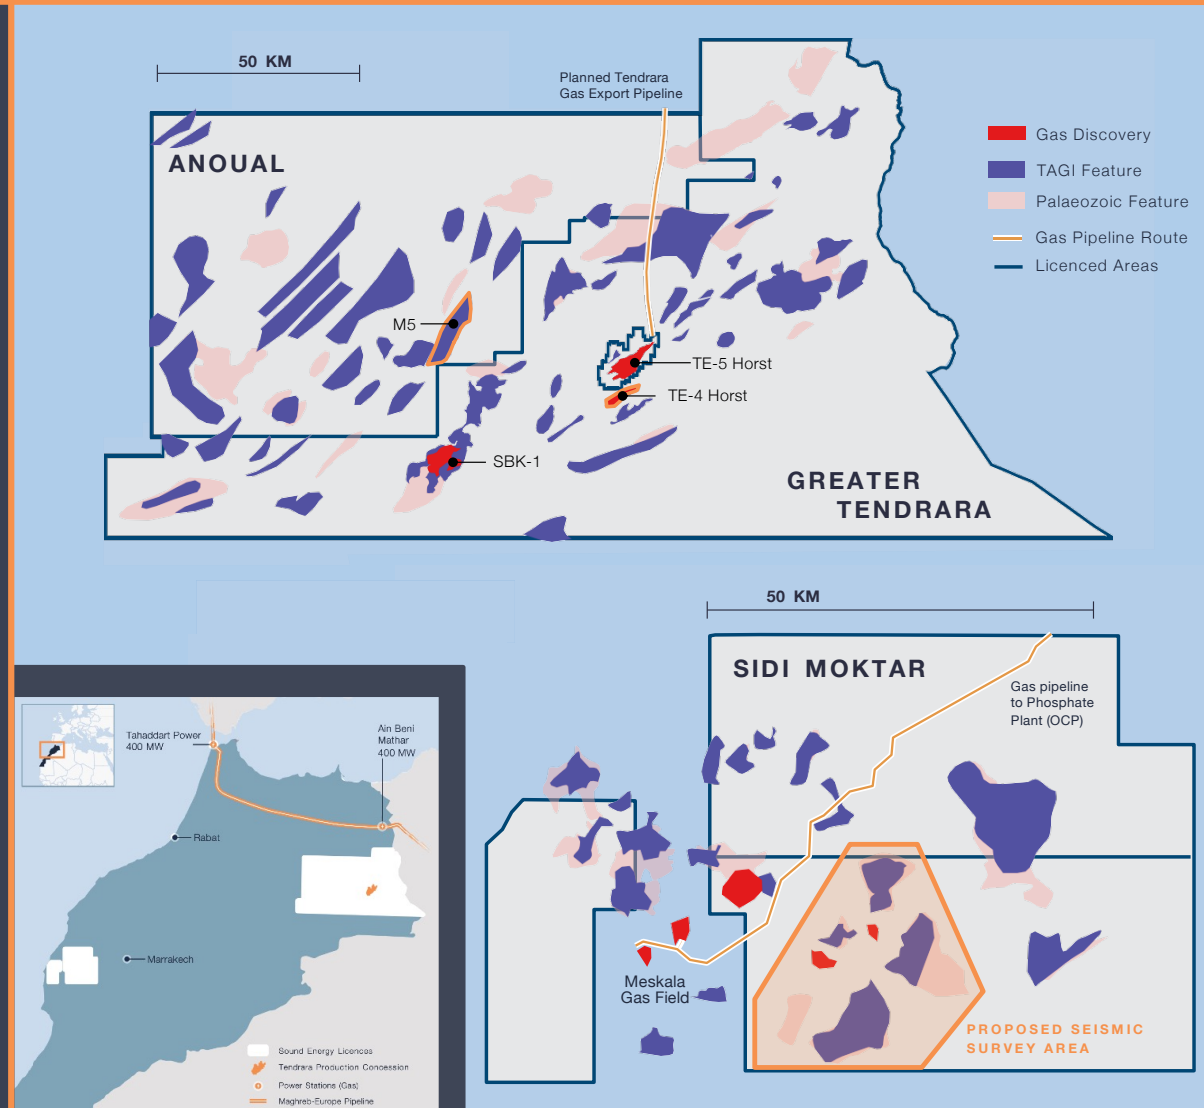 50 KM
Planned Tendrara
Gas Export Pipeline
ANOUAL
Gas Discovery
TAGI Feature
Palaeozoic Feature
Gas Pipeline Route
Licenced Areas
M5
TE-5 Horst
TE-4 Horst
SBK-1
GREATER
TENDRARA
50 KM
SIDI MOKTAR
Gas pipeline
to Phosphate
Plant (OCP)
Meskala
Gas Field
PROPOSED SEISMIC
SURVEY AREA
Tahaddart Power
400 MW
Ain Beni
Mathar
400 MW
Rabat
Marrakech
Sound Energy Licences
Tendrara Production Concession
Power Stations (Gas)
Maghreb-Europe Pipeline